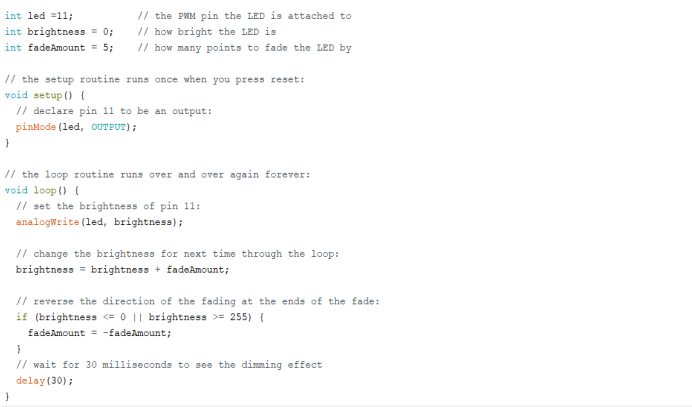 int led =11;           // the PWM pin the LED is attached to
int brightness = 0;    // how bright the LED is
int fadeAmount = 5;    // how many points to fade the LED by

// the setup routine runs once when you press reset:
void setup() {
  // declare pin 11 to be an output:
  pinMode(led, OUTPUT);
}

// the loop routine runs over and over again forever:
void loop() {
  // set the brightness of pin 11:
  analogWrite(led, brightness);

  // change the brightness for next time through the loop:
  brightness = brightness + fadeAmount;

  // reverse the direction of the fading at the ends of the fade:
  if (brightness <= 0 || brightness >= 255) {
    fadeAmount = -fadeAmount;
  }
  // wait for 30 milliseconds to see the dimming effect
  delay(30);
}